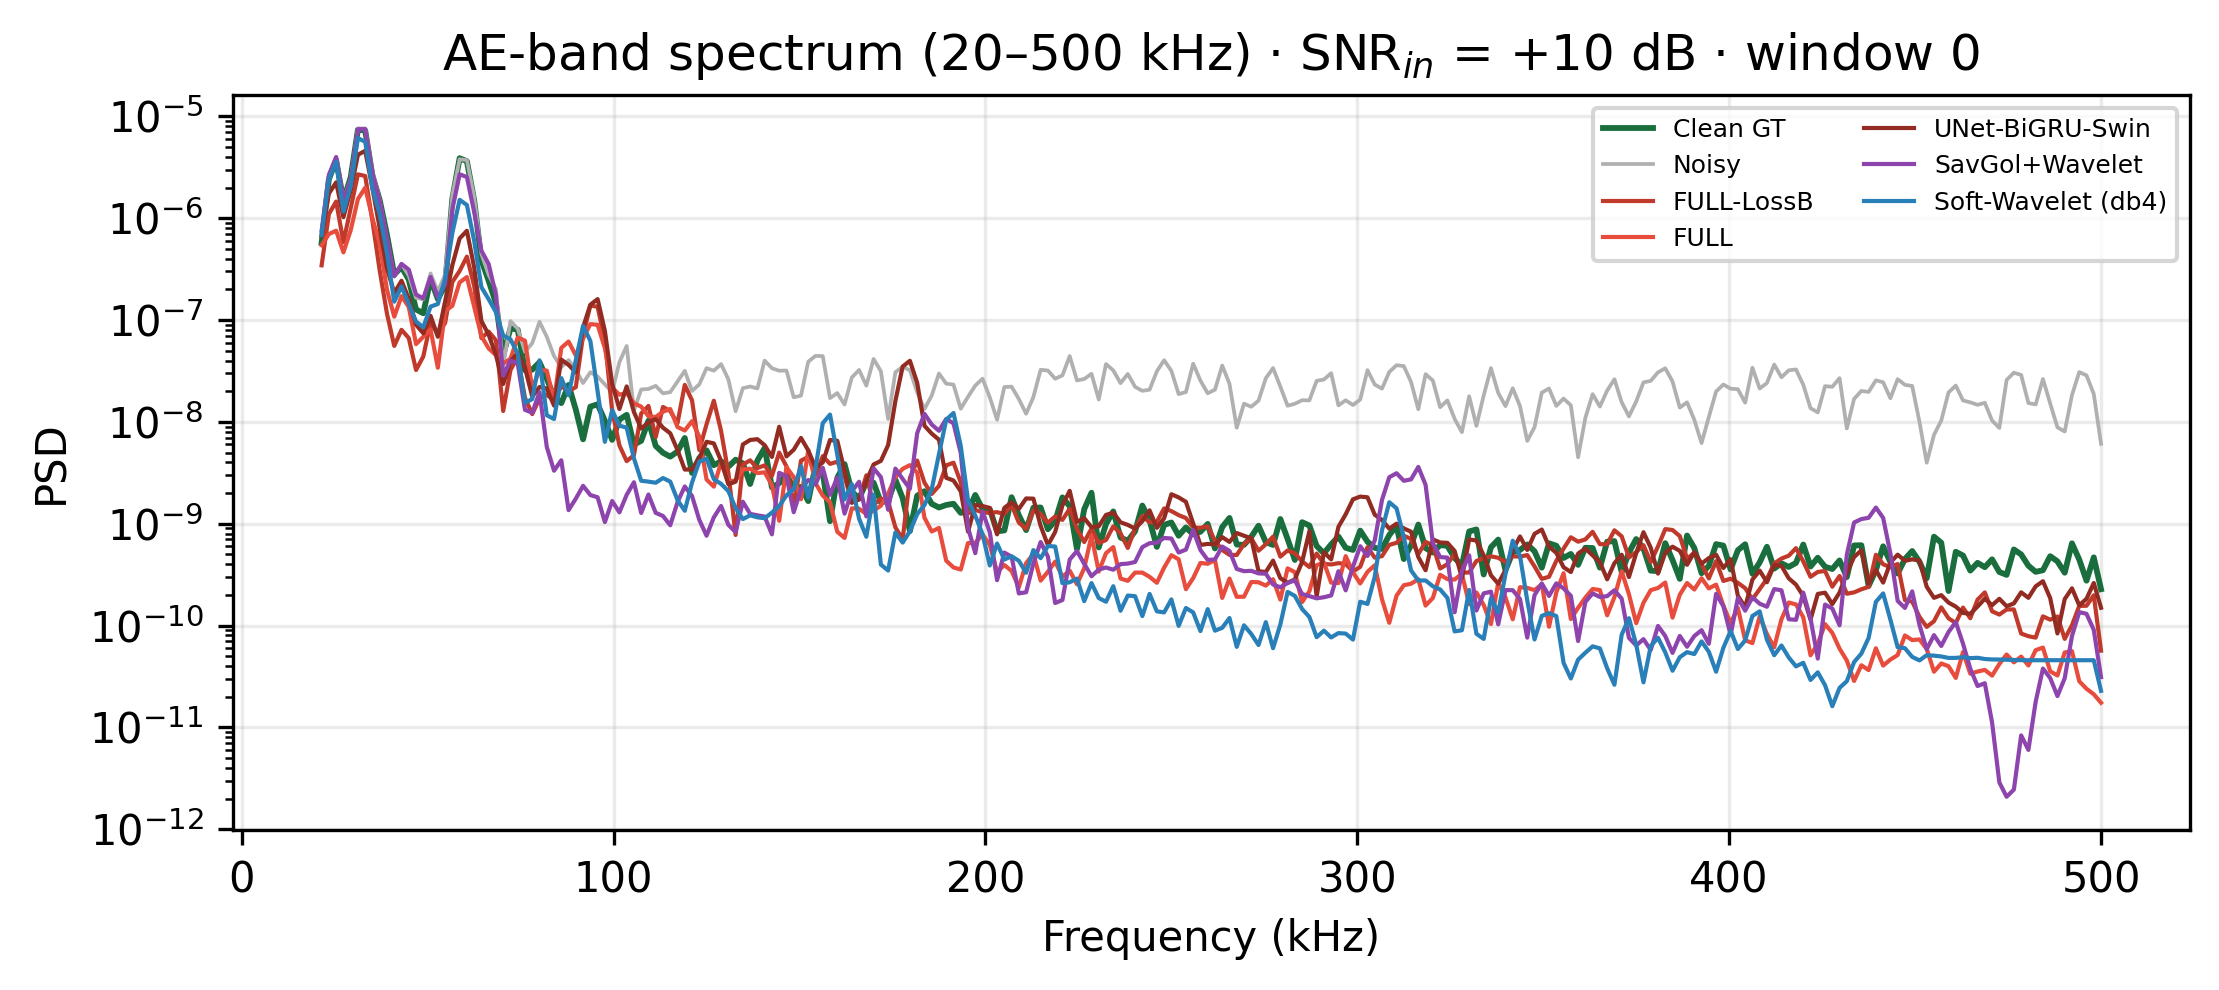 AE-band spectrum (20–500 kHz) · SNR_in = +10 dB · window 0
10^−5
10^−6
10^−7
10^−8
10^−9
10^−10
10^−11
10^−12
PSD
Clean GT
Noisy
FULL-LossB
FULL
UNet-BiGRU-Swin
SavGol+Wavelet
Soft-Wavelet (db4)
0 100 200 300 400 500
Frequency (kHz)